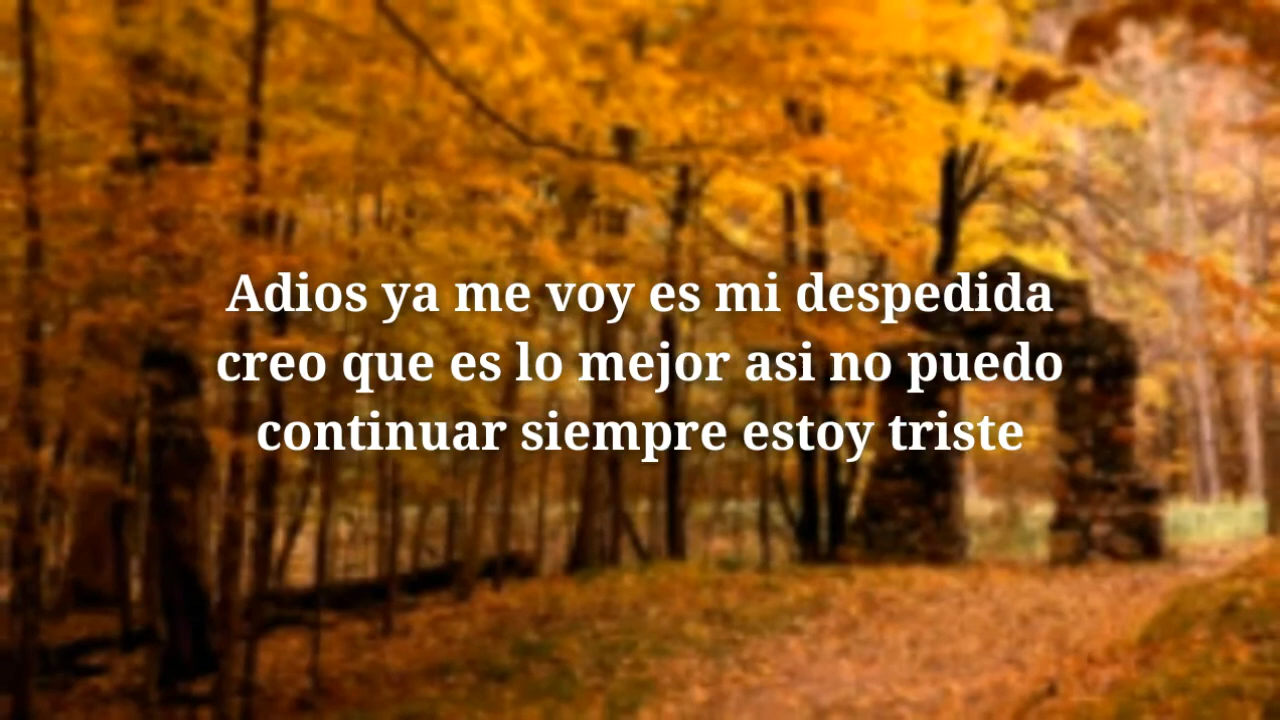 Adios ya me voy es mi despedida
creo que es lo mejor asi no puedo
continuar siempre estoy triste